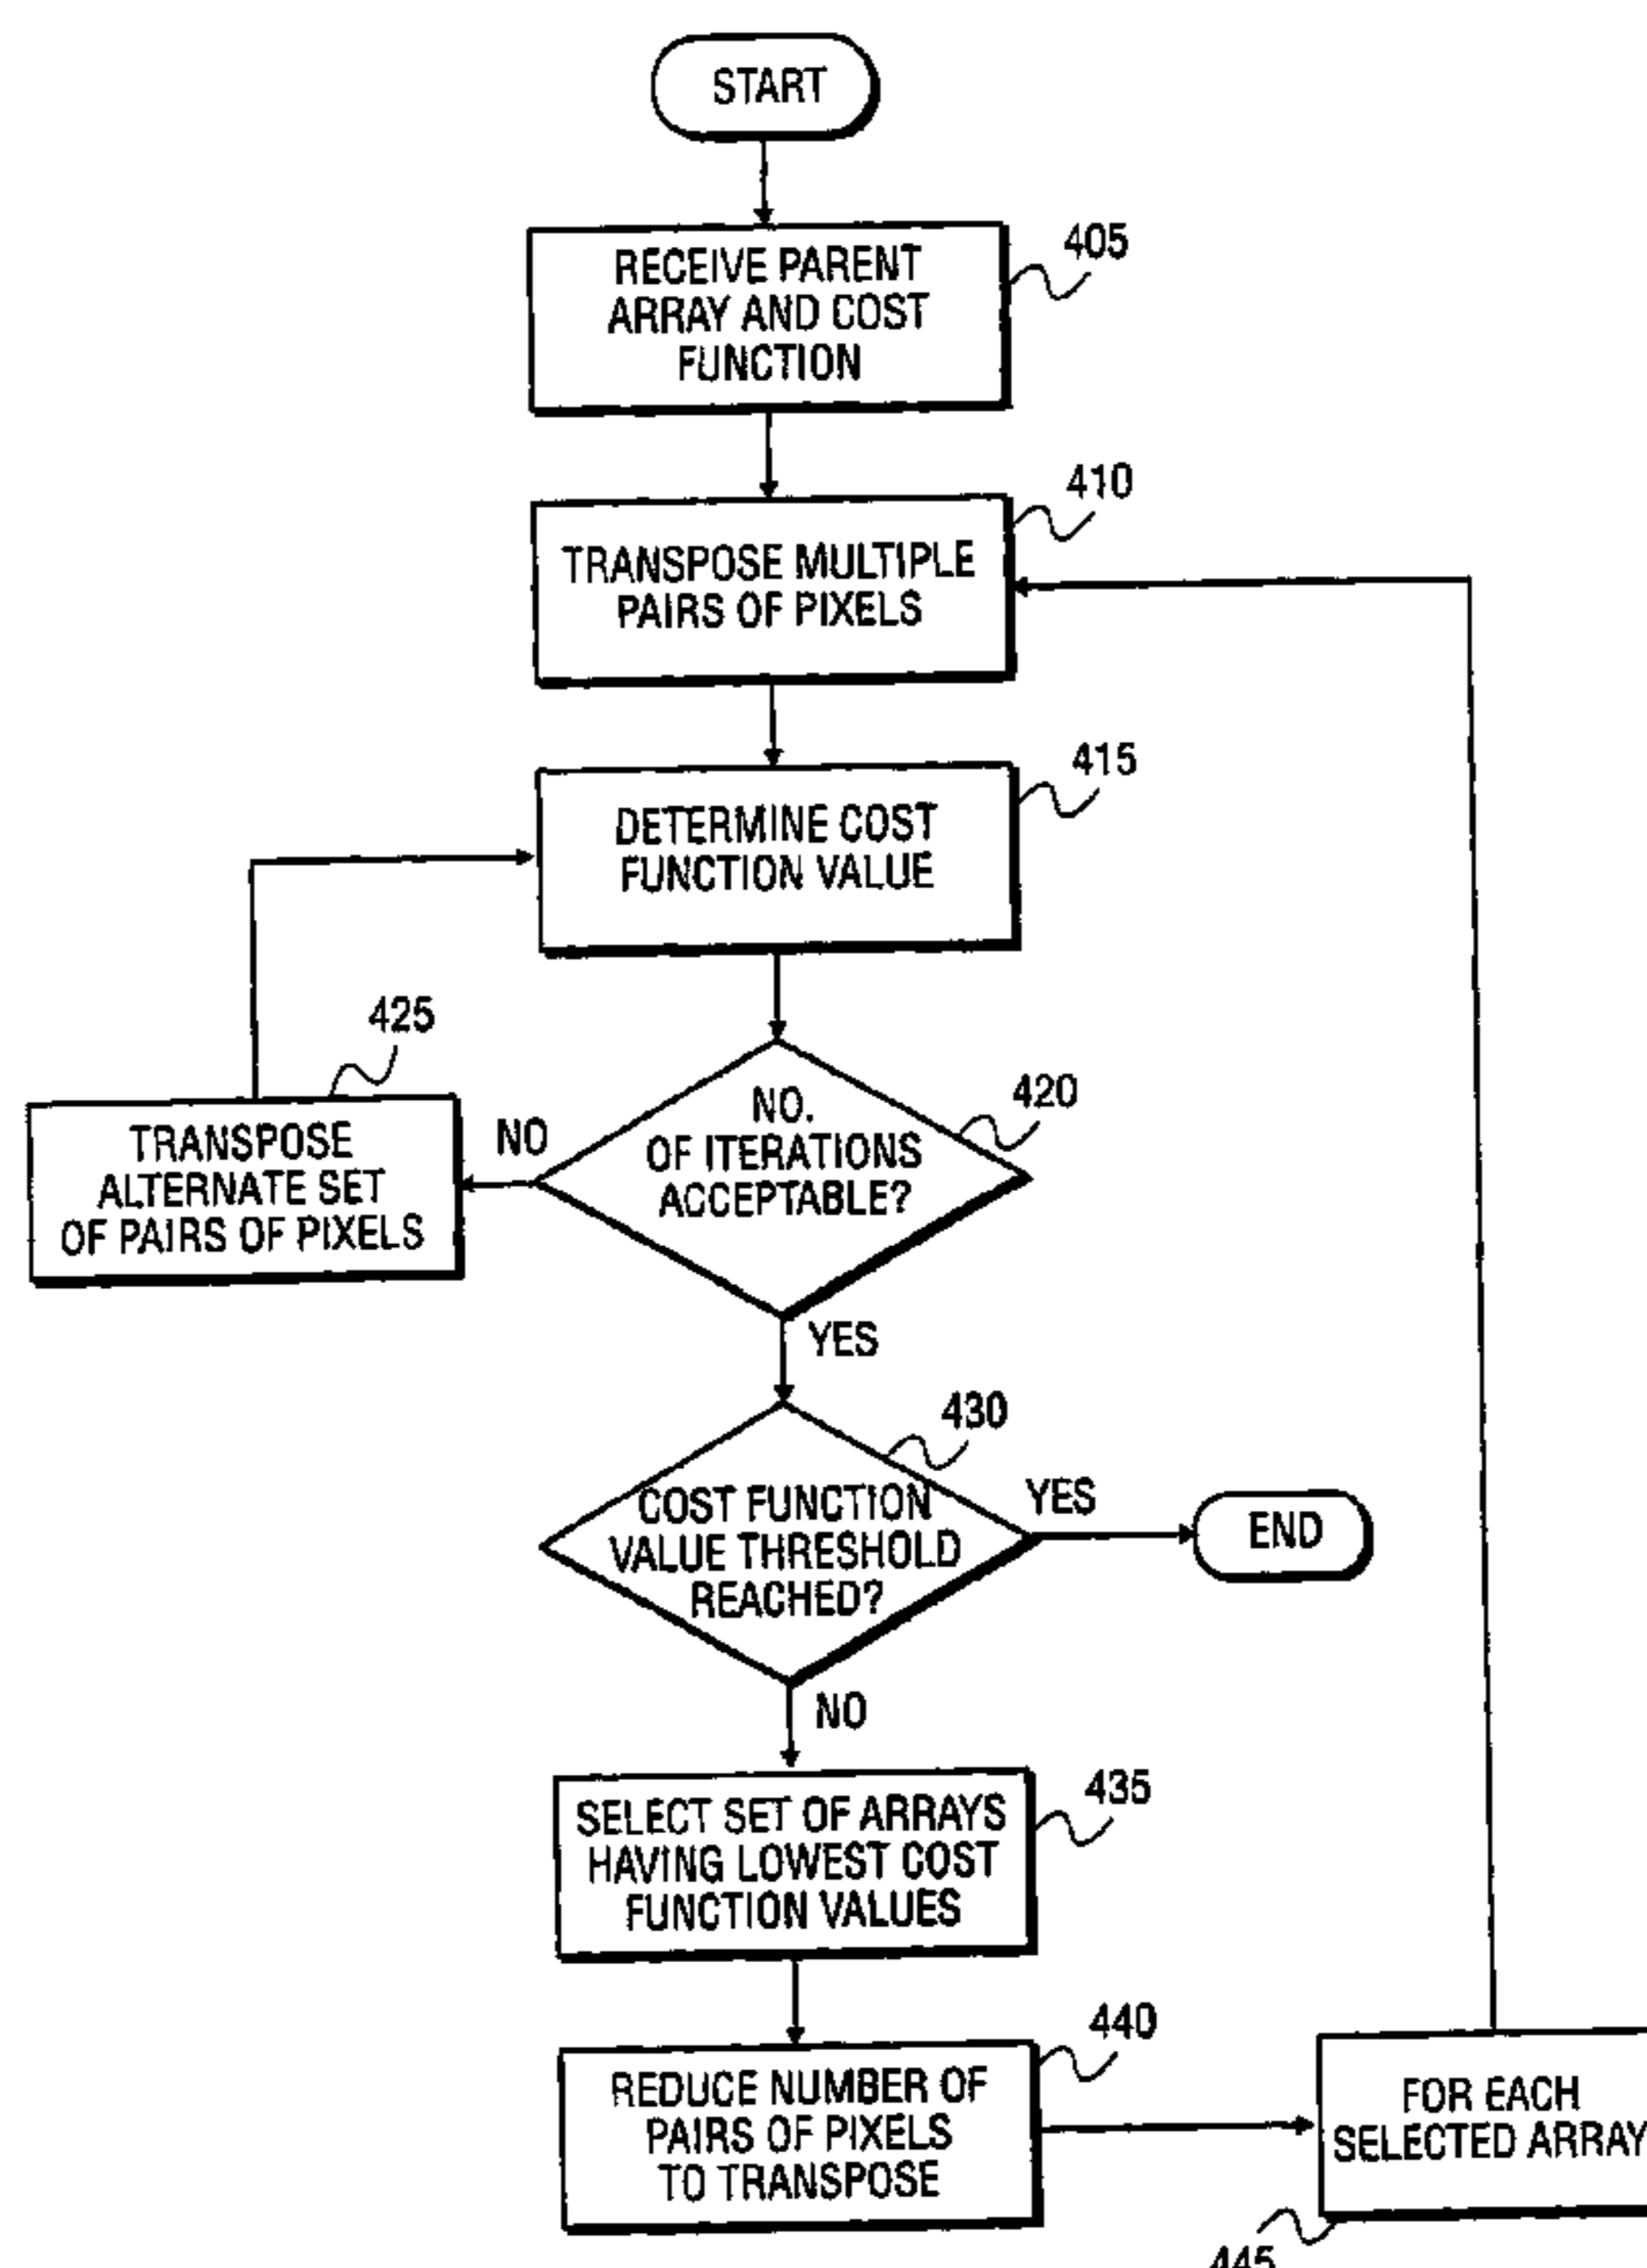 START
405
RECEIVE PARENT
ARRAY AND COST
FUNCTION
410
TRANSPOSE MULTIPLE
PAIRS OF PIXELS
415
DETERMINE COST
FUNCTION VALUE
425
TRANSPOSE
ALTERNATE SET
OF PAIRS OF PIXELS
NO
420
NO.
OF ITERATIONS
ACCEPTABLE?
YES
430
COST FUNCTION
VALUE THRESHOLD
REACHED?
YES
END
NO
435
SELECT SET OF ARRAYS
HAVING LOWEST COST
FUNCTION VALUES
440
REDUCE NUMBER OF
PAIRS OF PIXELS
TO TRANSPOSE
FOR EACH
SELECTED ARRAY
445